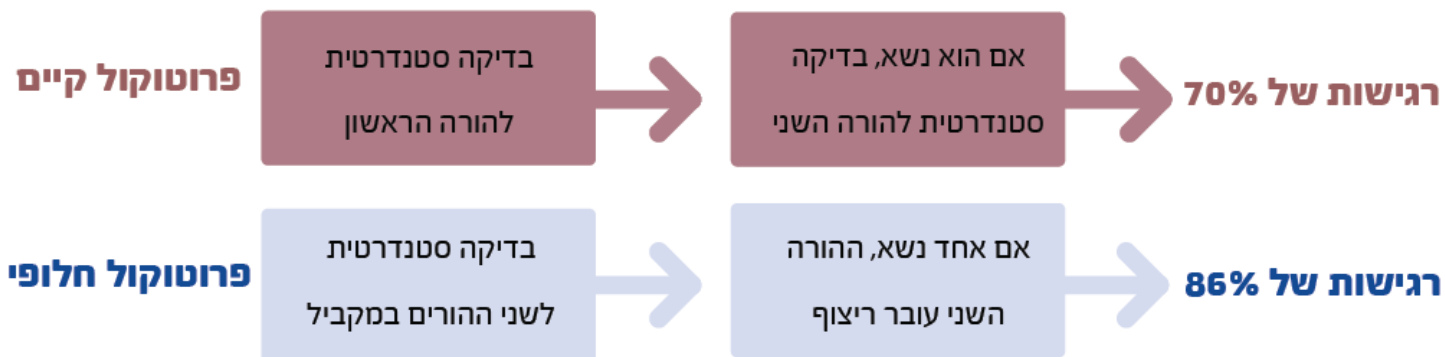 פרוטוקול קיים
בדיקה סטנדרטית
להורה הראשון
אם הוא נשא, בדיקה
סטנדרטית להורה השני
רגישות של 70%
פרוטוקול חלופי
בדיקה סטנדרטית
לשני ההורים במקביל
אם אחד נשא, ההורה
השני עובר ריצוף
רגישות של 86%